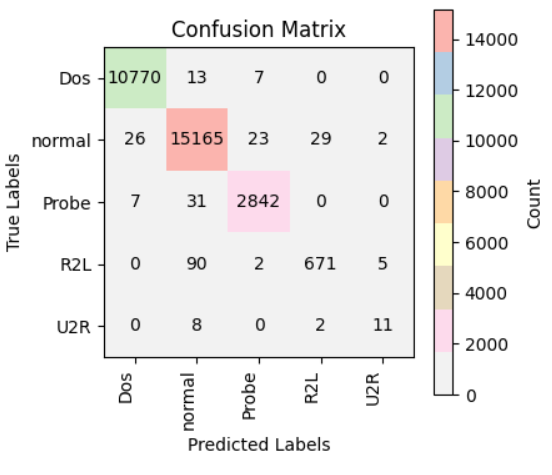 Confusion Matrix
Dos 10770 13 7 0 0
normal 26 15165 23 29 2
Probe 7 31 2842 0 0
R2L 0 90 2 671 5
U2R 0 8 0 2 11
Dos normal Probe R2L U2R
Predicted Labels
True Labels
14000
12000
10000
8000
6000
4000
2000
0
Count